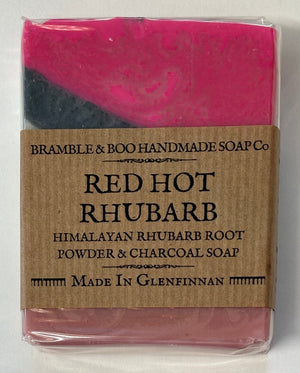 BRAMBLE & BOO HANDMADE SOAP Co
RED HOT
RHUBARB
HIMALAYAN RHUBARB ROOT
POWDER & CHARCOAL SOAP
MADE IN GLENFINNAN